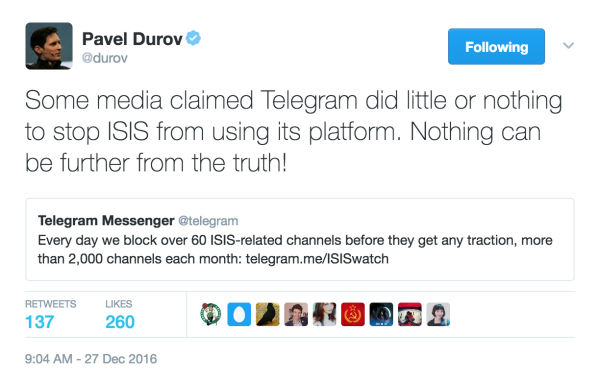 Pavel Durov
@durov
Following
Some media claimed Telegram did little or nothing
to stop ISIS from using its platform. Nothing can
be further from the truth!
Telegram Messenger @telegram
Every day we block over 60 ISIS-related channels before they get any traction, more
than 2,000 channels each month: telegram.me/ISISwatch
RETWEETS LIKES
137 260
9:04 AM - 27 Dec 2016